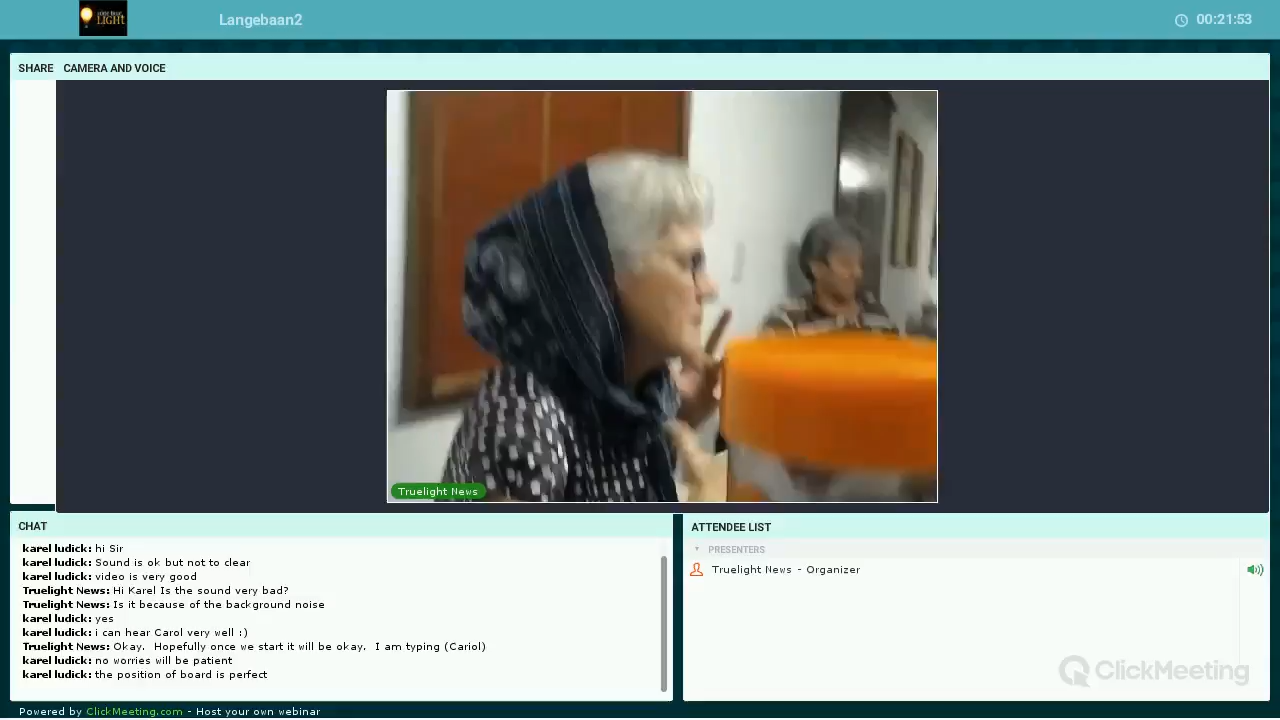 LIGHT
Langebaan2
00:21:53
SHARE
CAMERA AND VOICE
Truelight News
CHAT
karel ludick: hi Sir
karel ludick: Sound is ok but not to clear
karel ludick: video is very good
Truelight News: Hi Karel Is the sound very bad?
Truelight News: Is it because of the background noise
karel ludick: yes
karel ludick: i can hear Carol very well :)
Truelight News: Okay.  Hopefully once we start it will be okay.  I am typing (Cariol)
karel ludick: no worries will be patient
karel ludick: the position of board is perfect
ATTENDEE LIST
PRESENTERS
Truelight News - Organizer
ClickMeeting
Powered by ClickMeeting.com - Host your own webinar